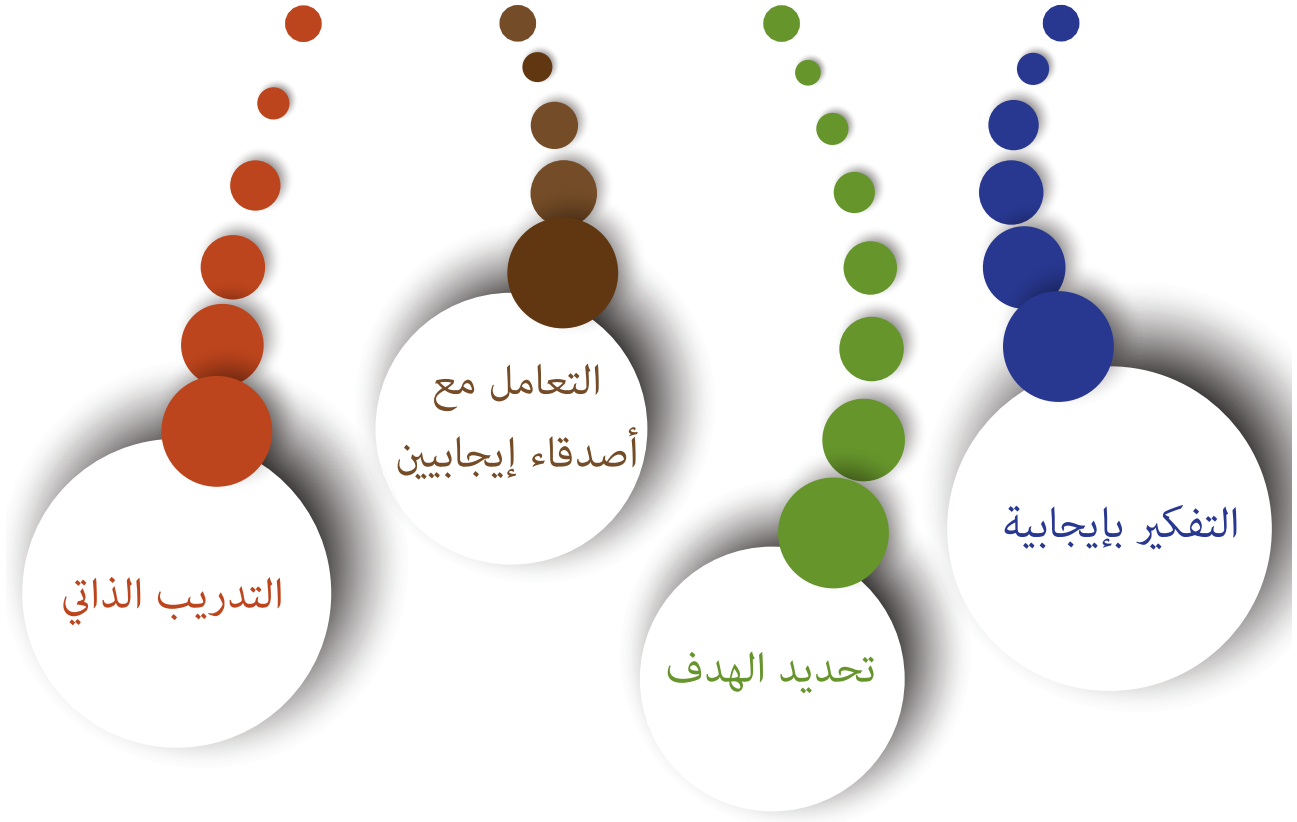 التفكير بإيجابية
تحديد الهدف
التعامل مع
أصدقاء إيجابيين
التدريب الذاتي